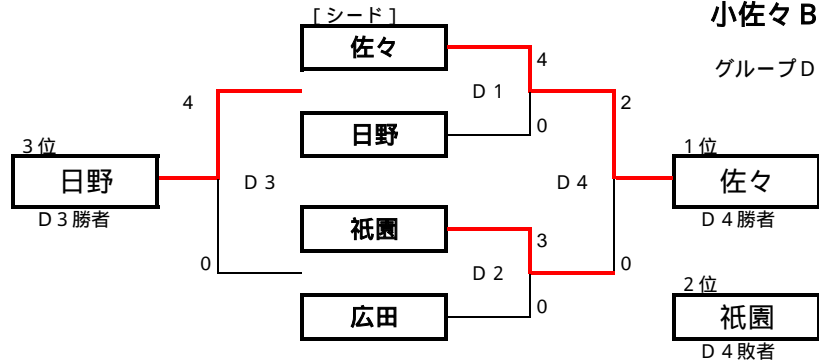 小佐々 B
グループD
[シード]
佐々
4
D 1
日野
0
4
2
3位
日野
D 3勝者
D 3
D 4
1位
佐々
D 4勝者
祇園
3
0
D 2
0
広田
0
2位
祇園
D 4敗者